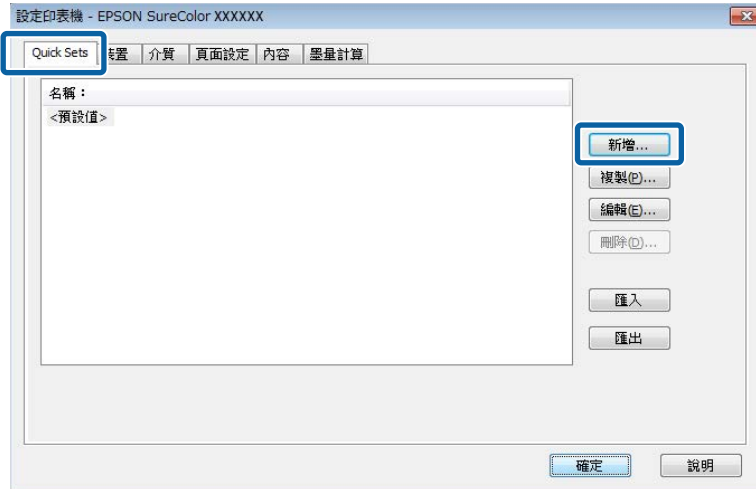 設定印表機 - EPSON SureColor XXXXXX
Quick Sets 裝置 介質 頁面設定 內容 墨量計算
名稱：
<預設值>
新增...
複製(P)...
編輯(E)...
刪除(D)...
匯入
匯出
確定 說明